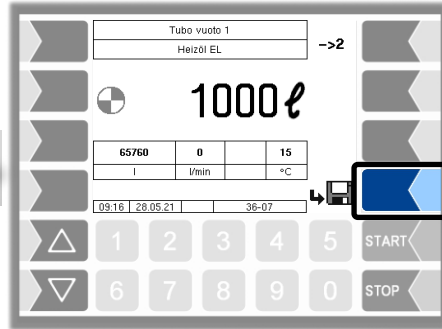 Tubo vuoto 1
Heizöl EL
->2
1000 ℓ
65760 0 15
l l/min °C
09:16 28.05.21 36-07
1 2 3 4 5 START
6 7 8 9 0 STOP